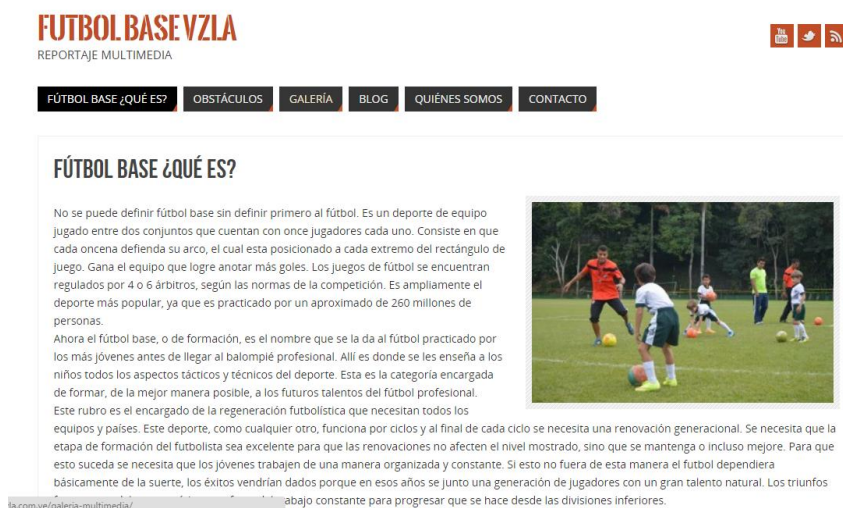 FUTBOL BASE VZLA
REPORTAJE MULTIMEDIA
You Tube
FÚTBOL BASE ¿QUÉ ES? OBSTÁCULOS GALERÍA BLOG QUIÉNES SOMOS CONTACTO
FÚTBOL BASE ¿QUÉ ES?
No se puede definir fútbol base sin definir primero al fútbol. Es un deporte de equipo
jugado entre dos conjuntos que cuentan con once jugadores cada uno. Consiste en que
cada oncena defienda su arco, el cual esta posicionado a cada extremo del rectángulo de
juego. Gana el equipo que logre anotar más goles. Los juegos de fútbol se encuentran
regulados por 4 o 6 árbitros, según las normas de la competición. Es ampliamente el
deporte más popular, ya que es practicado por un aproximado de 260 millones de
personas.
Ahora el fútbol base, o de formación, es el nombre que se la da al fútbol practicado por
los más jóvenes antes de llegar al balompié profesional. Allí es donde se les enseña a los
niños todo los aspectos tácticos y técnicos del deporte. Esta es la categoría encargada
de formar, de la mejor manera posible, a los futuros talentos del fútbol profesional.
Este rubro es el encargado de la regeneración futbolística que necesitan todos los
equipos y países. Este deporte, como cualquier otro, funciona por ciclos y al final de cada ciclo se necesita una renovación generacional. Se necesita que la
etapa de formación del futbolista sea excelente para que las renovaciones no afecten el nivel mostrado, sino que se mantenga o incluso mejore. Para que
esto suceda se necesita que los jóvenes trabajen de una manera organizada y constante. Si esto no fuera de esta manera el futbol dependiera
básicamente de la suerte, los éxitos vendrían dados porque en esos años se junto una generación de jugadores con un gran talento natural. Los triunfos
abajo constante para progresar que se hace desde las divisiones inferiores.
la.com.ve/galeria-multimedia/